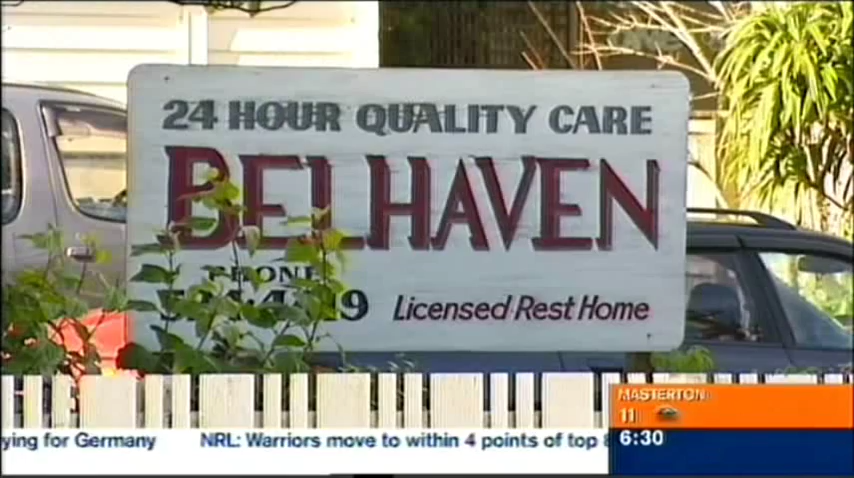 24 HOUR QUALITY CARE
BELHAVEN
PHONE
Licensed Rest Home
MASTERTON
11
6:30
ying for Germany NRL: Warriors move to within 4 points of top